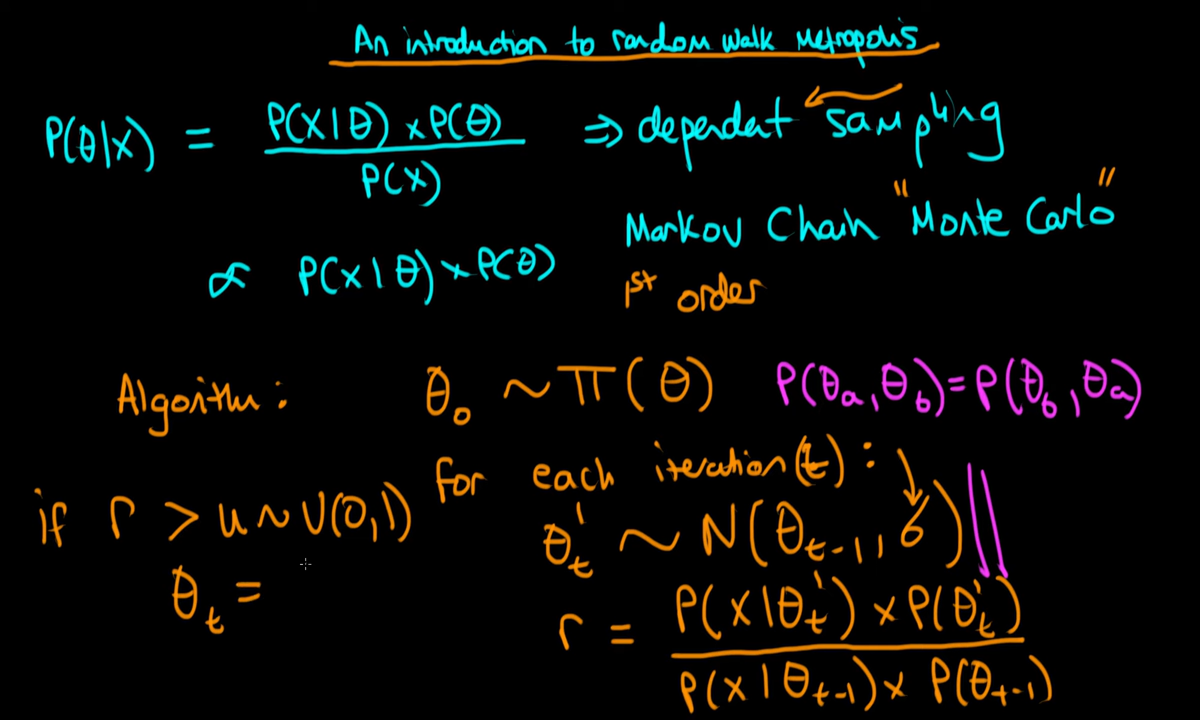 An introduction to random walk Metropolis
P(θ|X) = P(X|θ) × P(θ) / P(X) ⇒ dependat sampling
Markov Chain "Monte Carlo"
∝ P(X|θ) × P(θ)
1st order
Algorithm: θ₀ ~ π(θ) P(θa, θb) = P(θb, θa)
for each iteration(t):
if r > u ~ U(0,1)
θ't ~ N(θt-1, σ)
θt =
r = P(X|θ't) × P(θ't) / P(X|θt-1) × P(θt-1)